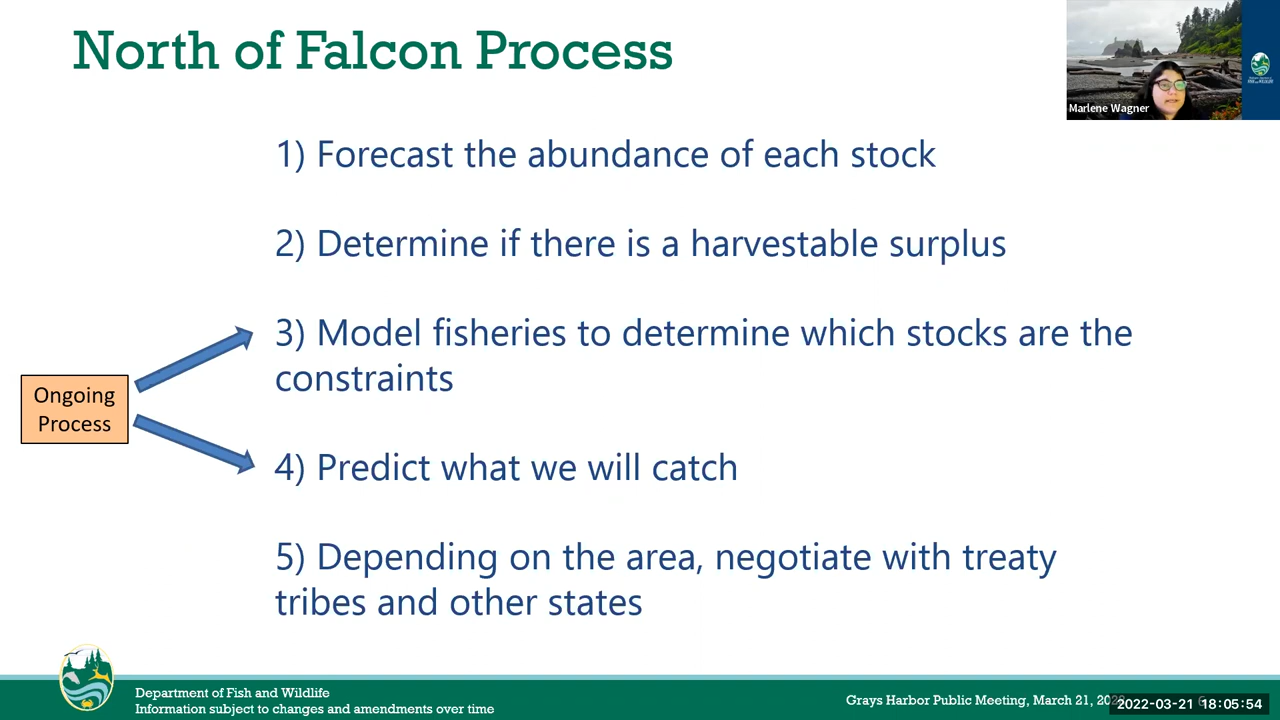 North of Falcon Process
Marlene Wagner
1) Forecast the abundance of each stock
2) Determine if there is a harvestable surplus
3) Model fisheries to determine which stocks are the
constraints
Ongoing
Process
4) Predict what we will catch
5) Depending on the area, negotiate with treaty
tribes and other states
Department of Fish and Wildlife
Information subject to changes and amendments over time
Grays Harbor Public Meeting, March 21,
2022-03-21 18:05:54